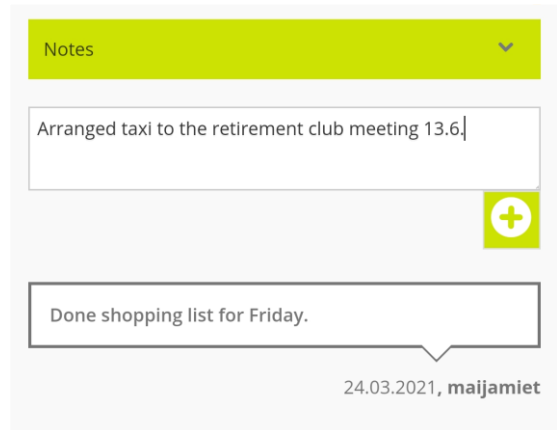 Notes
Arranged taxi to the retirement club meeting 13.6.
Done shopping list for Friday.
24.03.2021, maijamiet